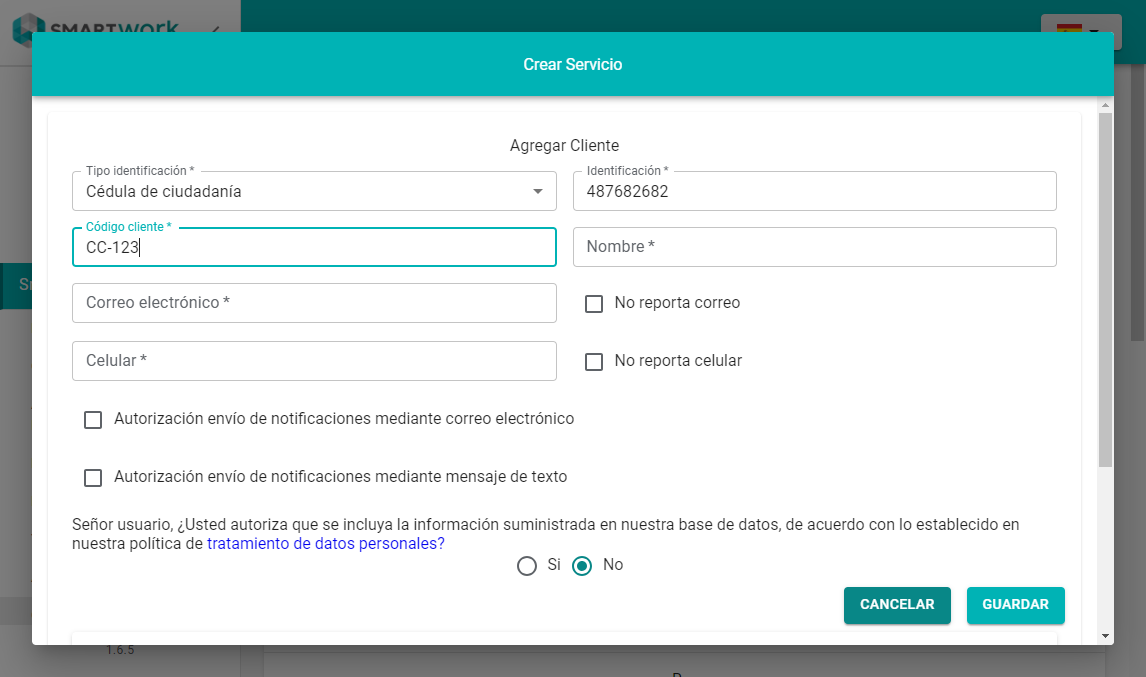 SMARTWORK
Crear Servicio
Agregar Cliente
Tipo identificación *
Cédula de ciudadanía
Identificación *
487682682
Código cliente *
CC-123
Nombre *
Correo electrónico *
No reporta correo
Celular *
No reporta celular
Autorización envío de notificaciones mediante correo electrónico
Autorización envío de notificaciones mediante mensaje de texto
Señor usuario, ¿Usted autoriza que se incluya la información suministrada en nuestra base de datos, de acuerdo con lo establecido en
nuestra política de tratamiento de datos personales?
Si No
CANCELAR GUARDAR
1.6.5